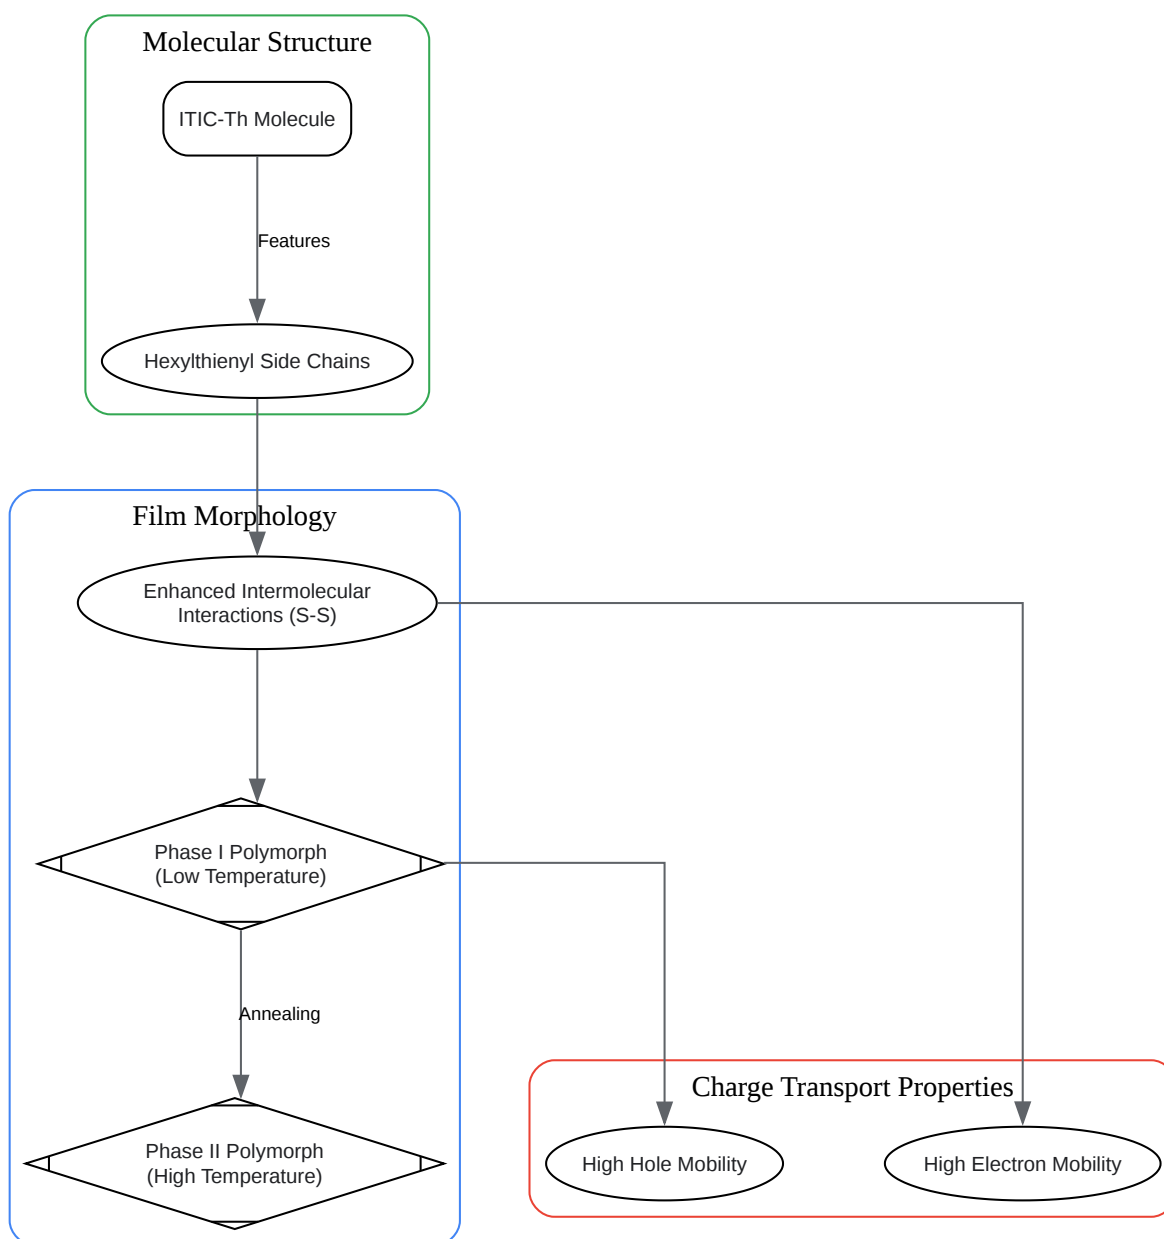 Molecular Structure
ITIC-Th Molecule
Features
Hexylthienyl Side Chains
Film Morphology
Enhanced Intermolecular
Interactions (S-S)
Phase I Polymorph
(Low Temperature)
Annealing
Phase II Polymorph
(High Temperature)
Charge Transport Properties
High Hole Mobility
High Electron Mobility